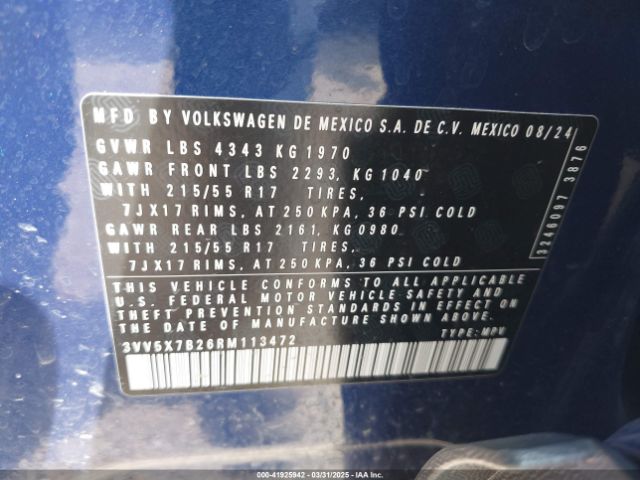 MFD BY VOLKSWAGEN DE MEXICO S.A. DE C.V. MEXICO 08/24
GVWR LBS 4343 KG 1970
GAWR FRONT LBS 2293, KG 1040
WITH 215/55 R17 TIRES,
7JX17 RIMS, AT 250 KPA, 36 PSI COLD
GAWR REAR LBS 2161, KG0980
WITH 215/55 R17 TIRES,
7JX17 RIMS, AT 250 KPA, 36 PSI COLD
THIS VEHICLE CONFORMS TO ALL APPLICABLE
U.S. FEDERAL MOTOR VEHICLE SAFETY AND
THEFT PREVENTION STANDARDS IN EFFECT ON
THE DATE OF MANUFACTURE SHOWN ABOVE.
3VV5X7B26RM113472 TYPE: MPV
3246097 3876
000-41925942 03/31/2025 IAAI.CA